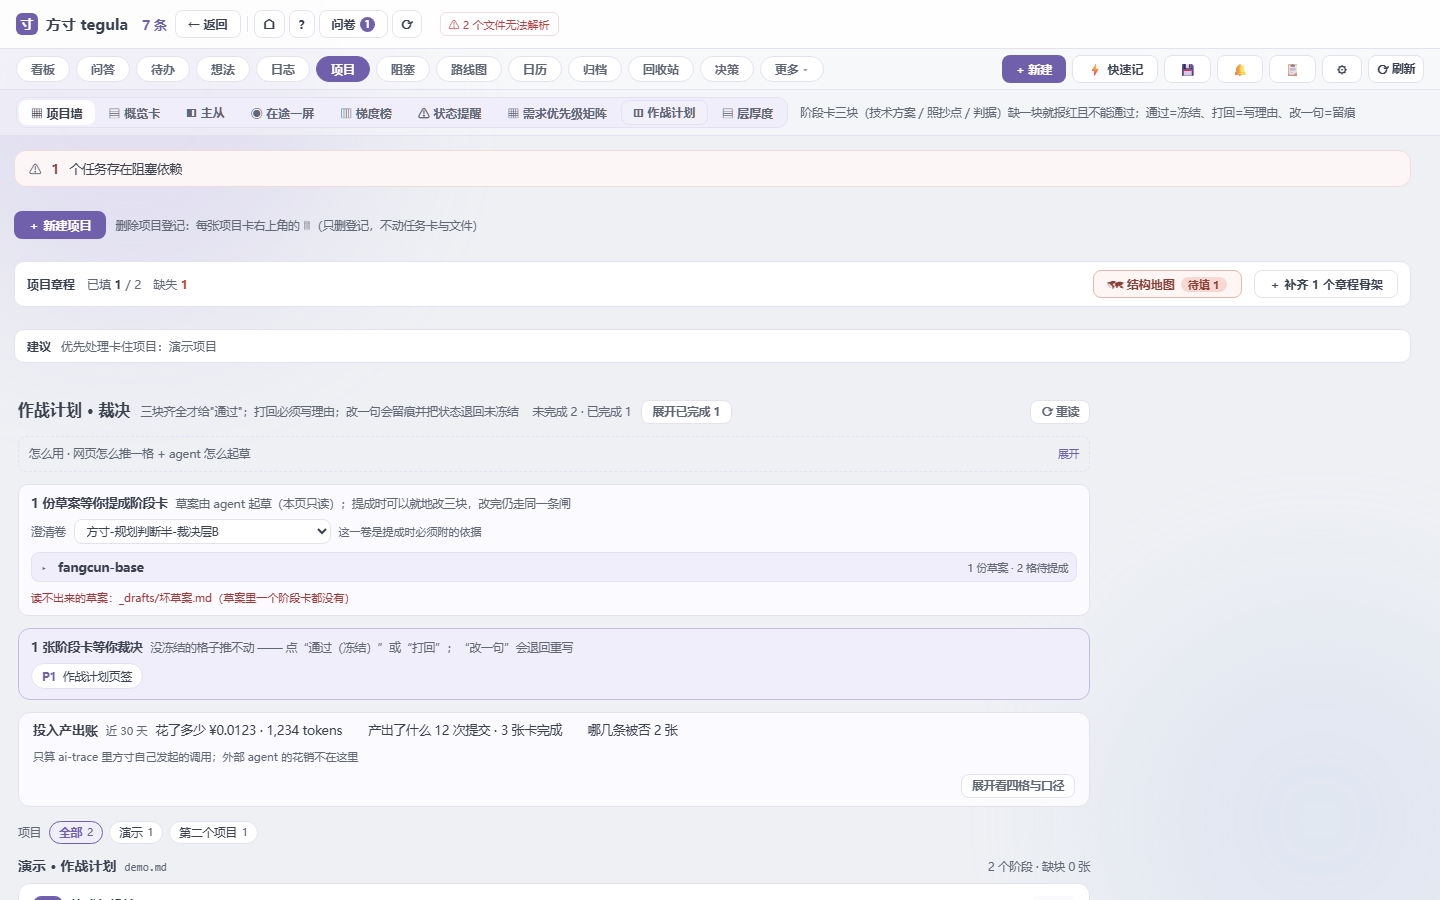 寸 方寸 tegula 7 条 ← 返回 ? 问卷 1 ⚠ 2 个文件无法解析
看板 问答 待办 想法 日志 项目 阻塞 路线图 日历 归档 回收站 决策 更多 + 新建 快速记 刷新
项目墙 概览卡 主从 在途一屏 梯度榜 状态提醒 需求优先级矩阵 作战计划 层厚度 阶段卡三块（技术方案 / 照抄点 / 判据）缺一块就报红且不能通过；通过=冻结、打回=写理由、改一句=留痕
⚠ 1 个任务存在阻塞依赖
+ 新建项目 删除项目登记：每张项目卡右上角的（只删登记，不动任务卡与文件）
项目章程 已填 1 / 2 缺失 1 结构地图 待填 1 + 补齐 1 个章程骨架
建议 优先处理卡住项目：演示项目
作战计划 • 裁决 三块齐全才给"通过"；打回必须写理由；改一句会留痕并把状态退回未冻结 未完成 2 · 已完成 1 展开已完成 1 重读
怎么用 · 网页怎么推一格 + agent 怎么起草 展开
1 份草案等你提成阶段卡 草案由 agent 起草（本页只读）；提成时可以就地改三块，改完仍走同一条闸
澄清卷 方寸-规划判断半-裁决层B 这一卷是提成时必须附的依据
fangcun-base 1 份草案 · 2 格待提成
读不出来的草案：_drafts/坏草案.md（草案里一个阶段卡都没有）
1 张阶段卡等你裁决 没冻结的格子推不动 —— 点“通过（冻结）”或“打回”；“改一句”会退回重写
P1 作战计划页签
投入产出账 近 30 天 花了多少 ¥0.0123 · 1,234 tokens 产出了什么 12 次提交 · 3 张卡完成 哪几条被否 2 张
只算 ai-trace 里方寸自己发起的调用；外部 agent 的花销不在这里
展开看四格与口径
项目 全部 2 演示 1 第二个项目 1
演示 • 作战计划 demo.md 2 个阶段 · 缺块 0 张